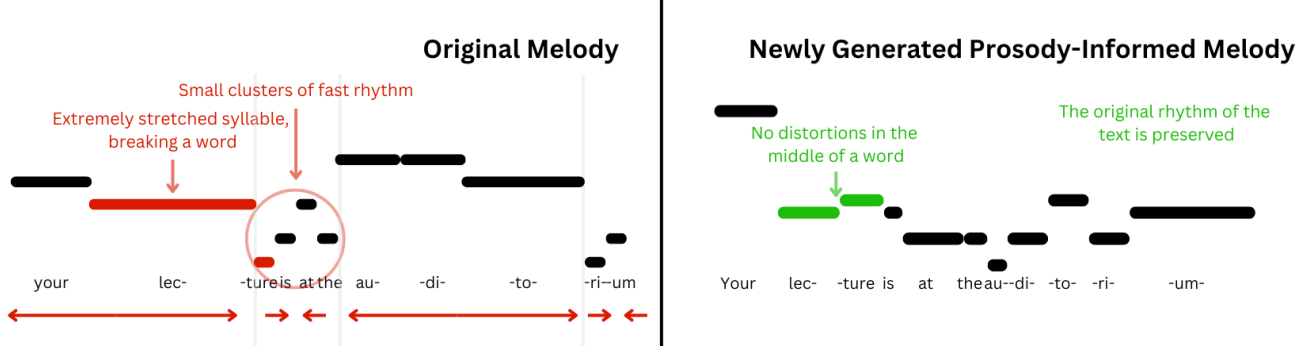 Original Melody
Small clusters of fast rhythm
Extremely stretched syllable,
breaking a word
your lec- -ture is at the au- -di- -to- -ri- -um
Newly Generated Prosody-Informed Melody
The original rhythm of the
text is preserved
No distortions in the
middle of a word
Your lec- -ture is at the au- -di- -to- -ri- -um-